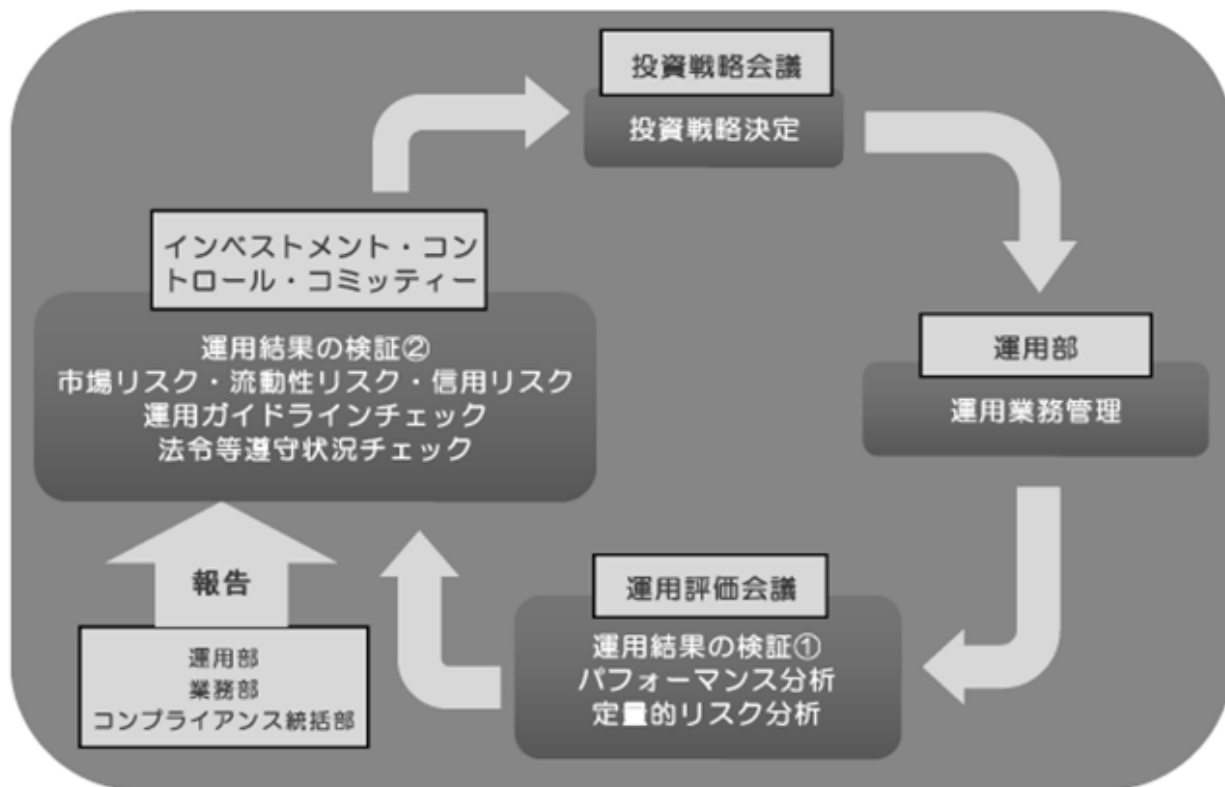 投資戦略会議
投資戦略決定
運用部
運用業務管理
運用評価会議
運用結果の検証①
パフォーマンス分析
定量的リスク分析
インベストメント・コン
トロール・コミッティー
運用結果の検証②
市場リスク・流動性リスク・信用リスク
運用ガイドラインチェック
法令等遵守状況チェック
報告
運用部
業務部
コンプライアンス統括部